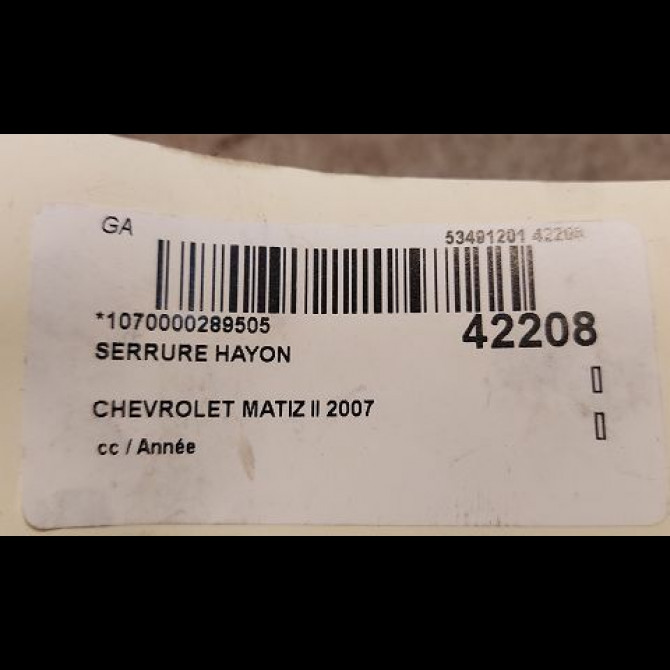 GA
53491201 42208
*1070000289505
42208
SERRURE HAYON
CHEVROLET MATIZ II 2007
cc / Année